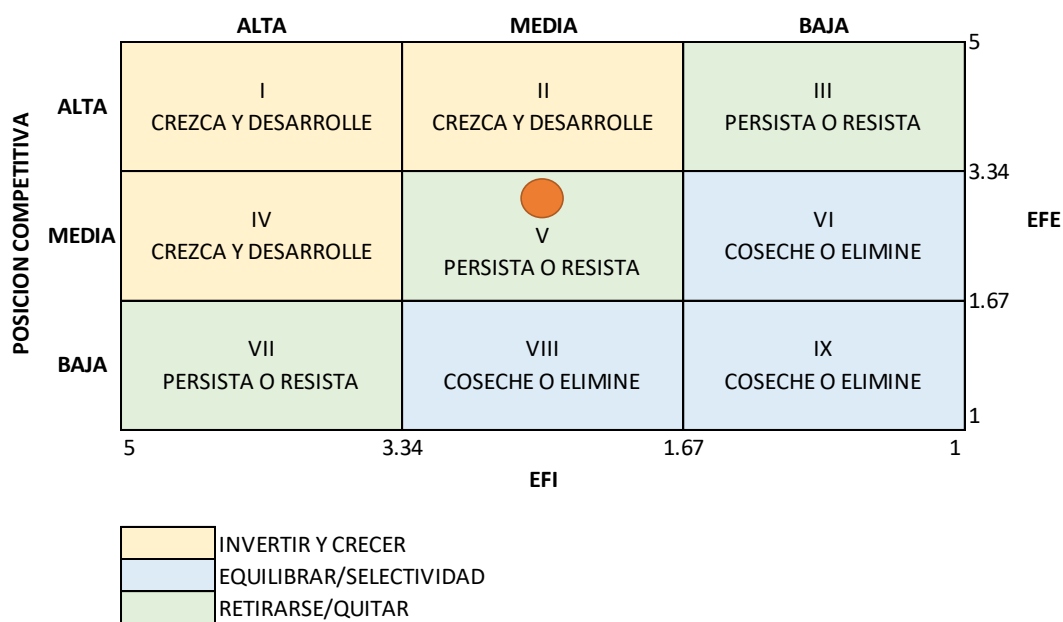 ALTA MEDIA BAJA
5
POSICION COMPETITIVA
ALTA
I
CREZCA Y DESARROLLE
II
CREZCA Y DESARROLLE
III
PERSISTA O RESISTA
3.34
MEDIA
IV
CREZCA Y DESARROLLE
V
PERSISTA O RESISTA
VI
COSECHE O ELIMINE
EFE
1.67
BAJA
VII
PERSISTA O RESISTA
VIII
COSECHE O ELIMINE
IX
COSECHE O ELIMINE
1
5 3.34 1.67 1
EFI
INVERTIR Y CRECER
EQUILIBRAR/SELECTIVIDAD
RETIRARSE/QUITAR